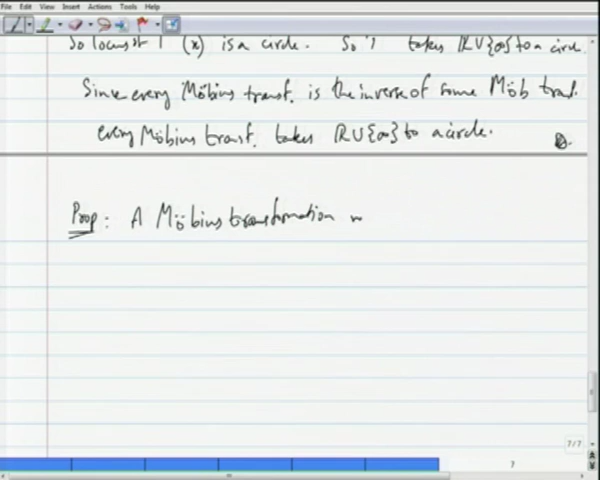 File Edit View Insert Actions Tools Help
So locus of T (x) is a circle. So T takes ℝ∪{∞} to a circle
Since every Möbius transf. is the inverse of some Möb transf.
every Möbius transf. takes ℝ∪{∞} to a circle.
Prop: A Möbius transformation
7/7
7